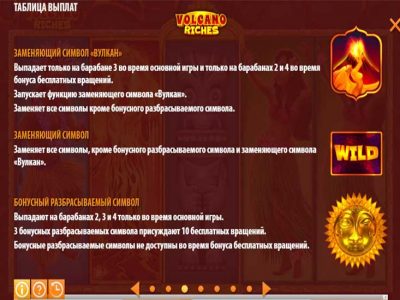 ТАБЛИЦА ВЫПЛАТ
VOLCANO
RICHES
ЗАМЕНЯЮЩИЙ СИМВОЛ «ВУЛКАН»
Выпадает только на барабане 3 во время основной игры и только на барабанах 2 и 4 во время
бонуса бесплатных вращений.
Запускает функцию заменяющего символа «Вулкан».
Заменяет все символы кроме бонусного разбрасываемого символа.
ЗАМЕНЯЮЩИЙ СИМВОЛ
Заменяет все символы, кроме бонусного разбрасываемого символа и заменяющего символа
«Вулкан».
WILD
БОНУСНЫЙ РАЗБРАСЫВАЕМЫЙ СИМВОЛ
Выпадают на барабанах 2, 3 и 4 только во время основной игры.
3 бонусных разбрасываемых символа присуждают 10 бесплатных вращений.
Бонусные разбрасываемые символы не доступны во время бонуса бесплатных вращений.